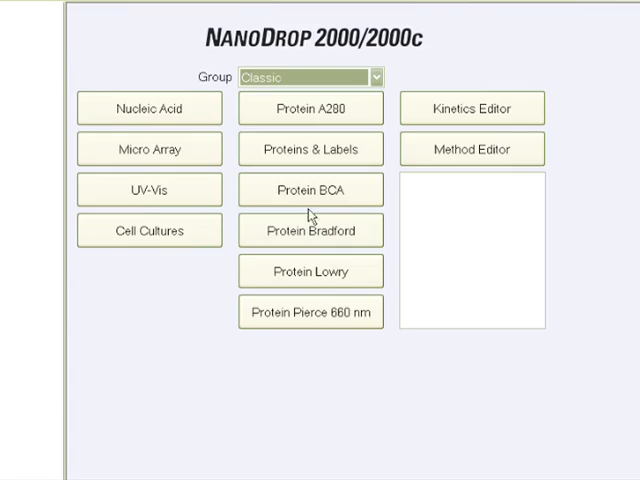 NANODROP 2000/2000c
Group Classic
Nucleic Acid
Protein A280
Kinetics Editor
Micro Array
Proteins & Labels
Method Editor
UV-Vis
Protein BCA
Cell Cultures
Protein Bradford
Protein Lowry
Protein Pierce 660 nm